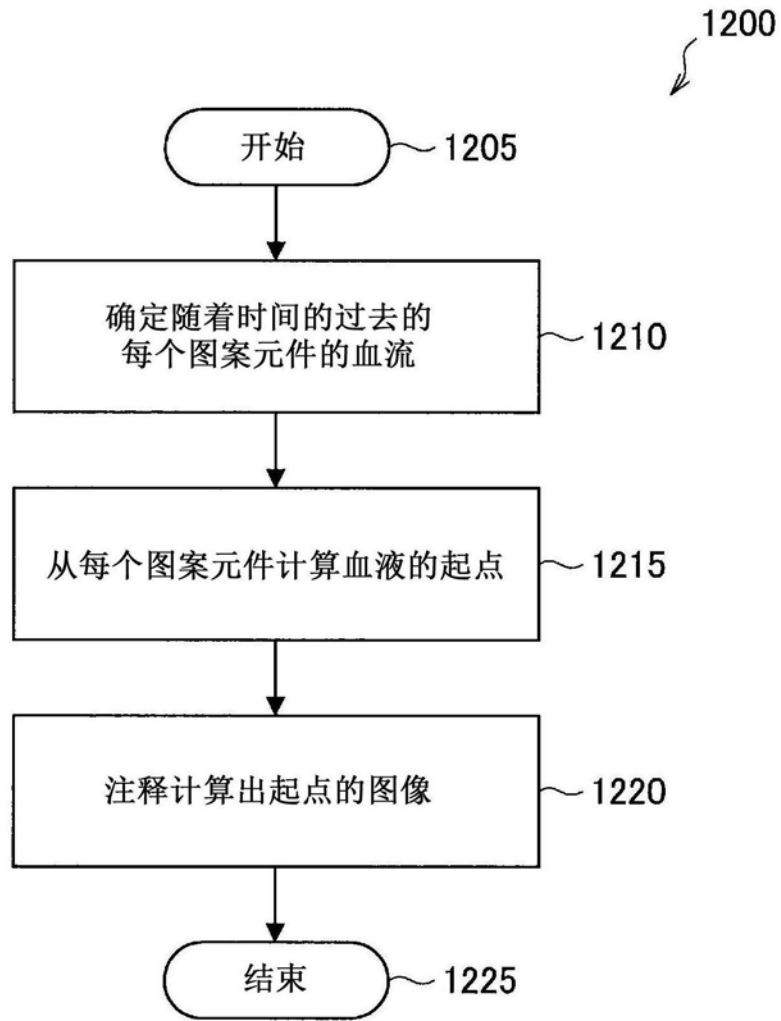 1200
开始
1205
确定随着时间的过去的
每个图案元件的血流
1210
从每个图案元件计算血液的起点
1215
注释计算出起点的图像
1220
结束
1225